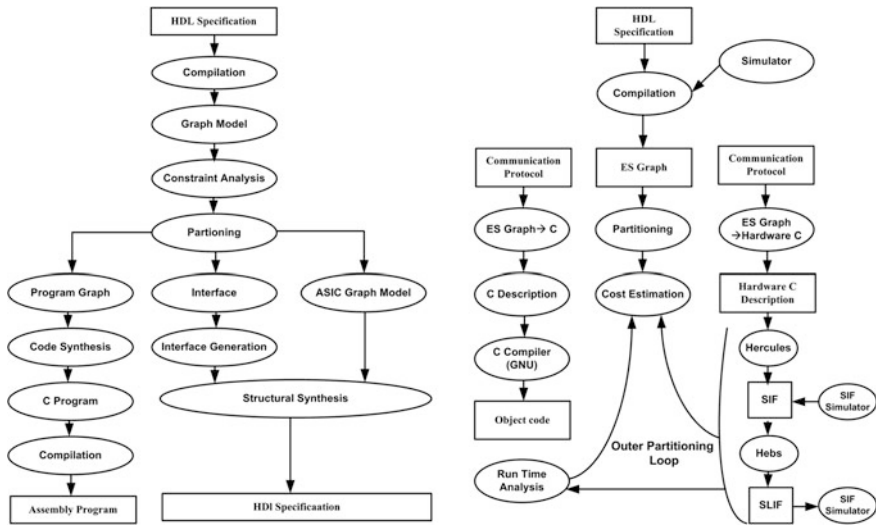 HDL Specification
Compilation
Graph Model
Constraint Analysis
Partioning
Program Graph
Interface
ASIC Graph Model
Code Synthesis
Interface Generation
C Program
Structural Synthesis
Compilation
Assembly Program
HDl Specificaation
HDL
Specification
Simulator
Compilation
Communication
Protocol
ES Graph
Communication
Protocol
ES Graph→ C
Partitioning
ES Graph
→Hardware C
C Description
Cost Estimation
Hardware C
Description
C Compiler
(GNU)
Hercules
Object code
SIF
SIF
Simulator
Outer Partitioning
Loop
Hebs
Run Time
Analysis
SLIF
SIF
Simulator